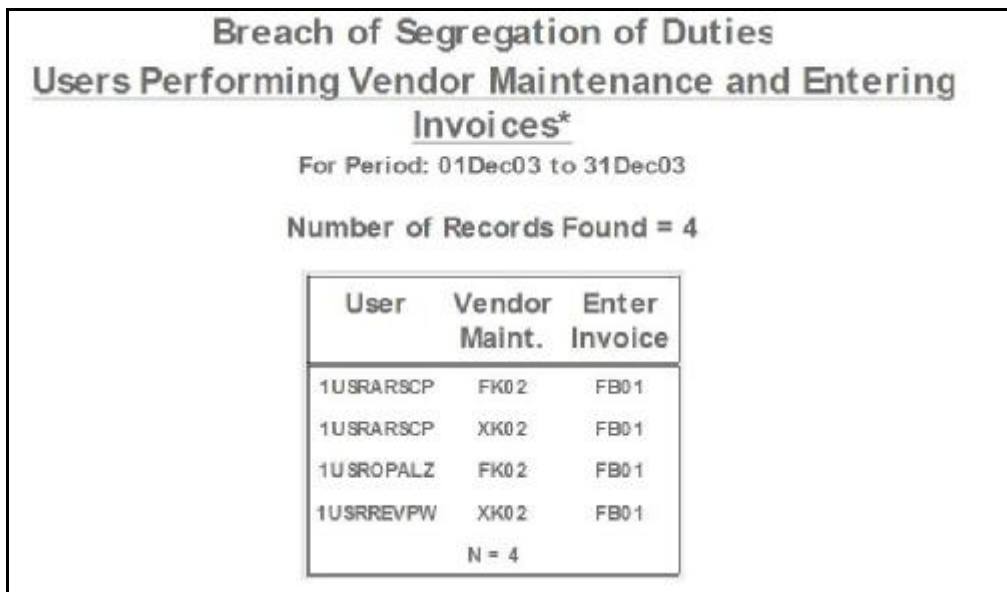 Breach of Segregation of Duties
Users Performing Vendor Maintenance and Entering
Invoices*
For Period: 01Dec03 to 31Dec03
Number of Records Found = 4
User Vendor Enter
Maint. Invoice
1USRARSCP FK02 FB01
1USRARSCP XK02 FB01
1USROPALZ FK02 FB01
1USRREVPW XK02 FB01
N = 4